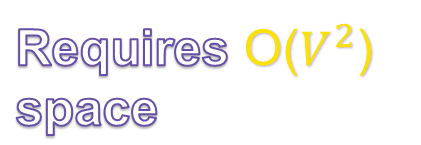 Requires O(𝑉²)
space